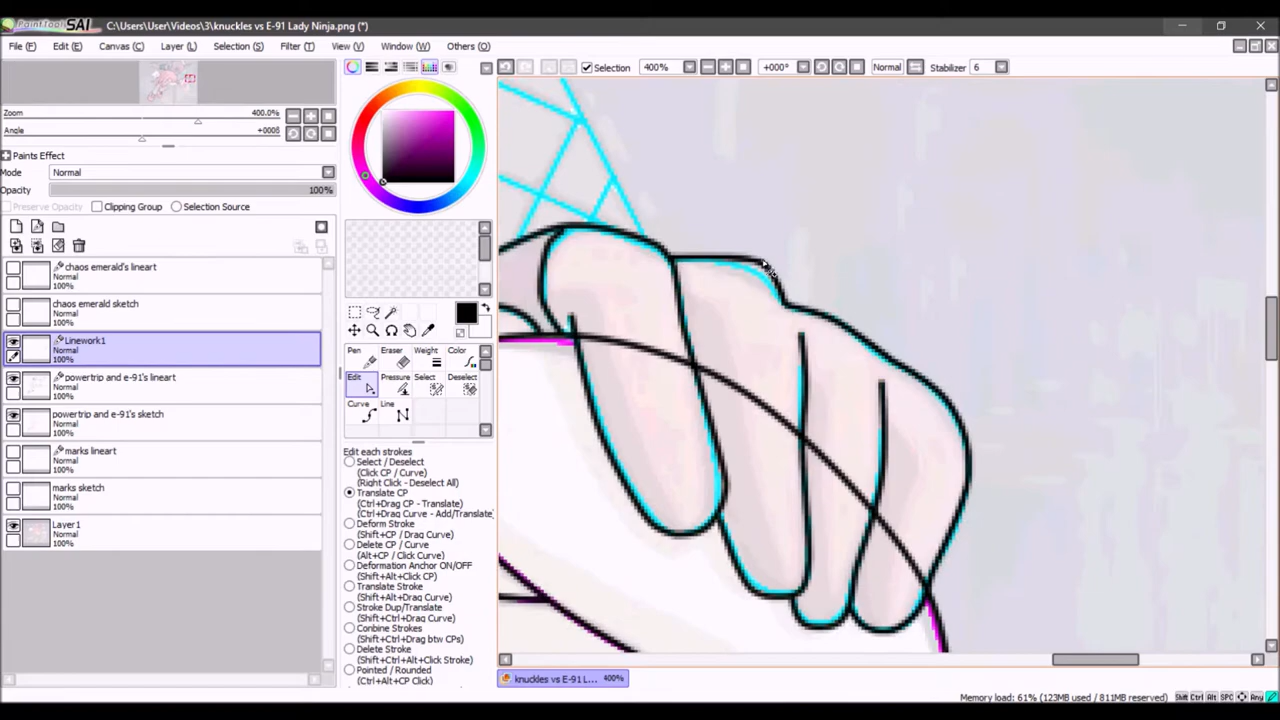 PaintTool SAI C:\Users\User\Videos\3\knuckles vs E-91 Lady Ninja.png (*)
File (F) Edit (E) Canvas (C) Layer (L) Selection (S) Filter (T) View (V) Window (W) Others (O)
Selection 400% +000° Normal Stabilizer 6
Zoom 400.0%
Angle +000ß
Paints Effect
Mode Normal
Opacity 100%
Preserve Opacity Clipping Group Selection Source
chaos emerald's lineart
Normal
100%
chaos emerald sketch
Normal
100%
Linework1
Normal
100%
powertrip and e-91's lineart
Normal
100%
powertrip and e-91's sketch
Normal
100%
marks lineart
Normal
100%
marks sketch
Normal
100%
Layer1
Normal
100%
Pen Eraser Weight Color
Edit Pressure Select Deselect
Curve Line
Edit each strokes
Select / Deselect
(Click CP / Curve)
(Right Click - Deselect All)
Translate CP
(Ctrl+Drag CP - Translate)
(Ctrl+Drag Curve - Add/Translate)
Deform Stroke
(Shift+CP / Drag Curve)
Delete CP / Curve
(Alt+CP / Click Curve)
Deformation Anchor ON/OFF
(Shift+Alt+Click CP)
Translate Stroke
(Shift+Alt+Drag Curve)
Stroke Dup/Translate
(Shift+Ctrl+Drag Curve)
Combine Strokes
(Shift+Ctrl+Drag btw CPs)
Delete Stroke
(Shift+Ctrl+Alt+Click Stroke)
Pointed / Rounded
(Ctrl+Alt+CP Click)
knuckles vs E-91 L... 400%
Memory load: 61% (123MB used / 811MB reserved) Shift Ctrl Alt SPC Any